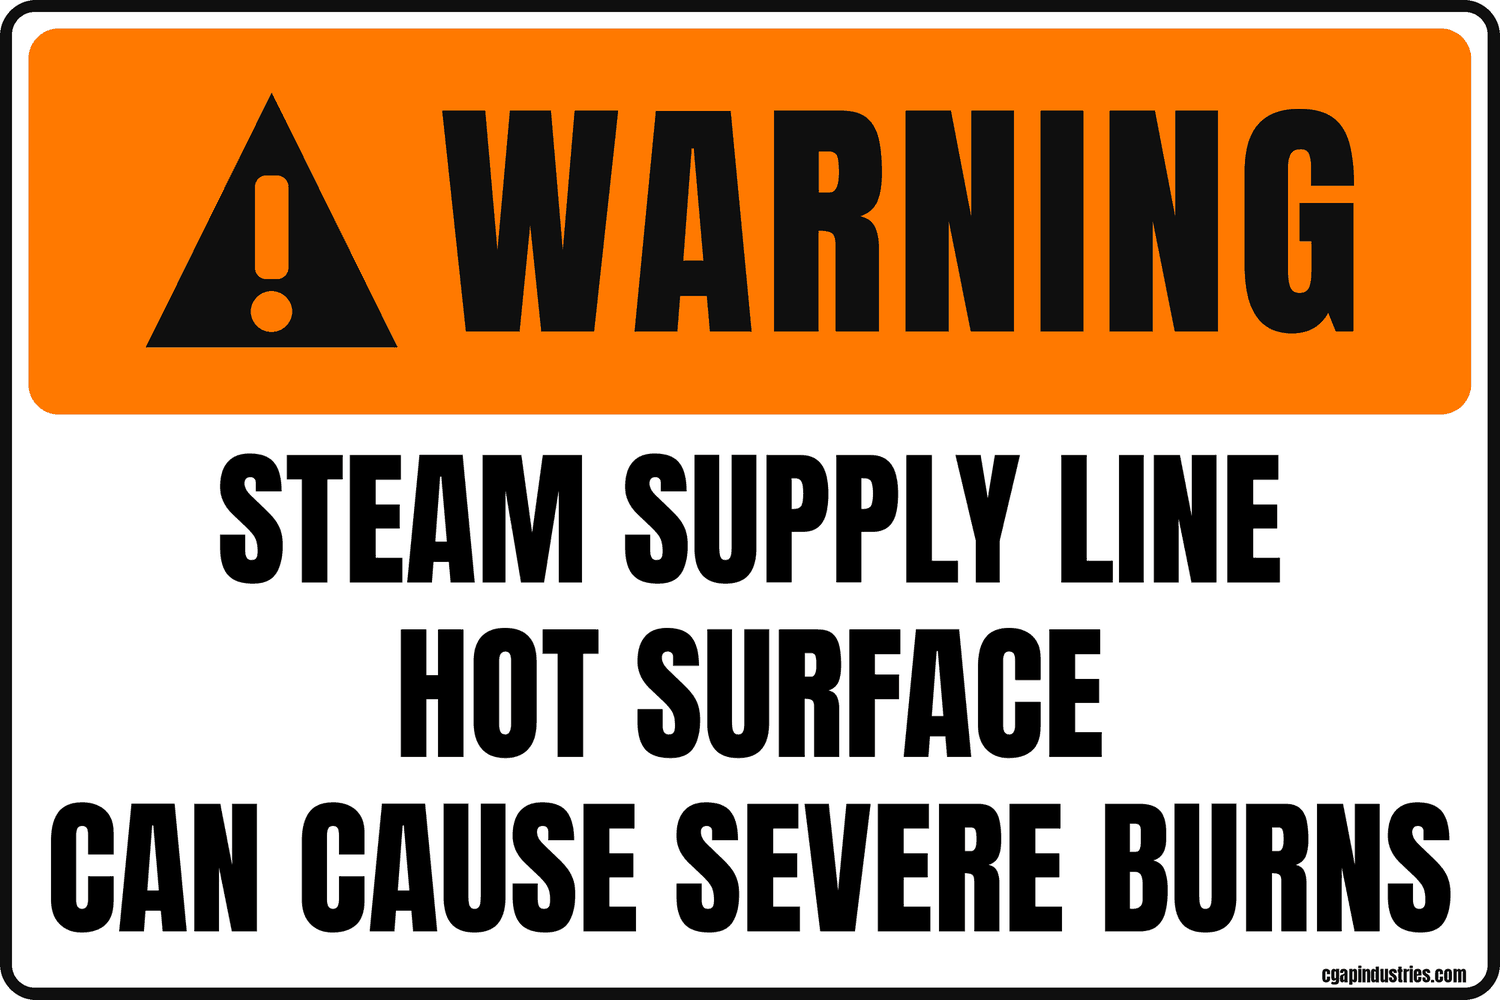 WARNING
STEAM SUPPLY LINE
HOT SURFACE
CAN CAUSE SEVERE BURNS
cgapindustries.com